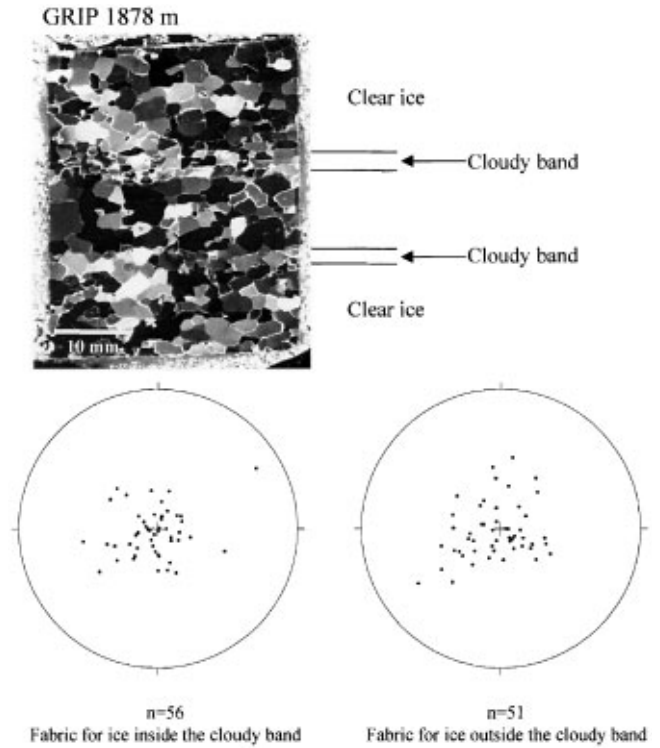 GRIP 1878 m
Clear ice
Cloudy band
Cloudy band
Clear ice
10 mm
n=56
Fabric for ice inside the cloudy band
n=51
Fabric for ice outside the cloudy band